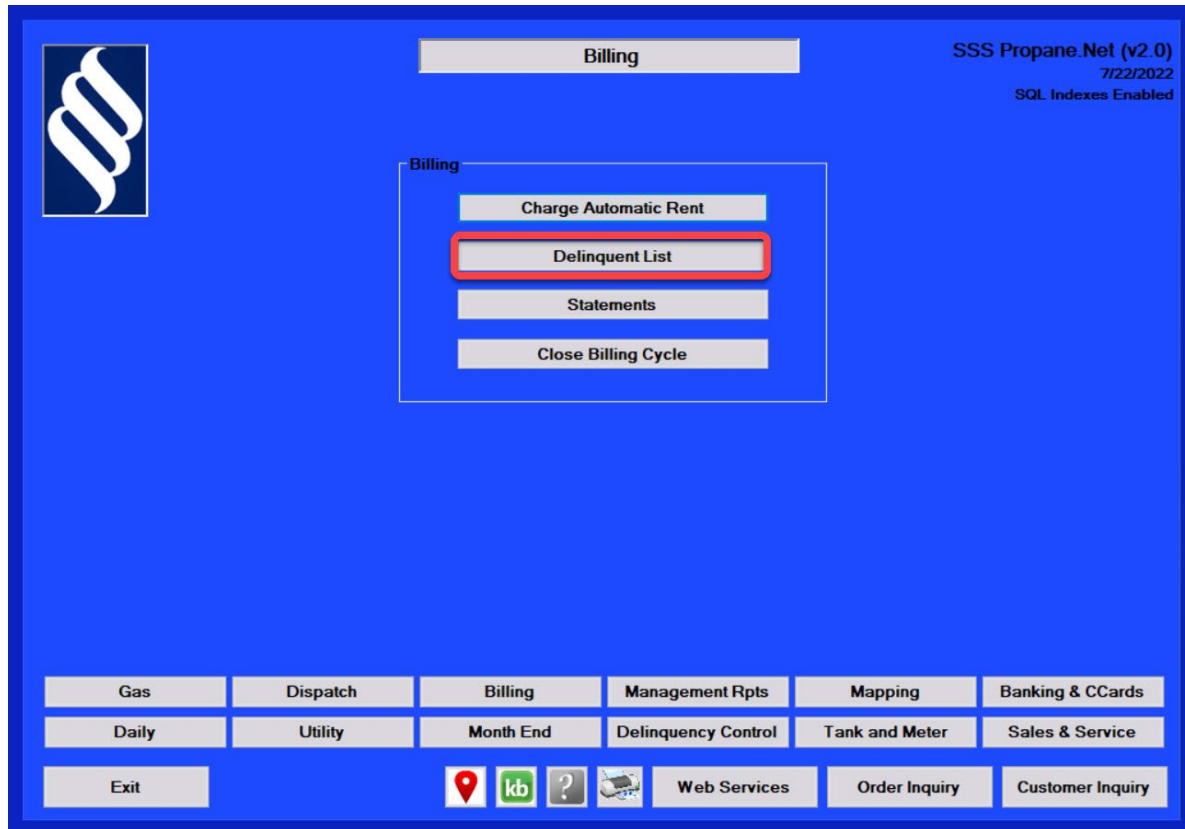 Billing
SSS Propane.Net (v2.0)
7/22/2022
SQL Indexes Enabled
Billing
Charge Automatic Rent
Delinquent List
Statements
Close Billing Cycle
Gas Dispatch Billing Management Rpts Mapping Banking & CCards
Daily Utility Month End Delinquency Control Tank and Meter Sales & Service
Exit kb ? Web Services Order Inquiry Customer Inquiry